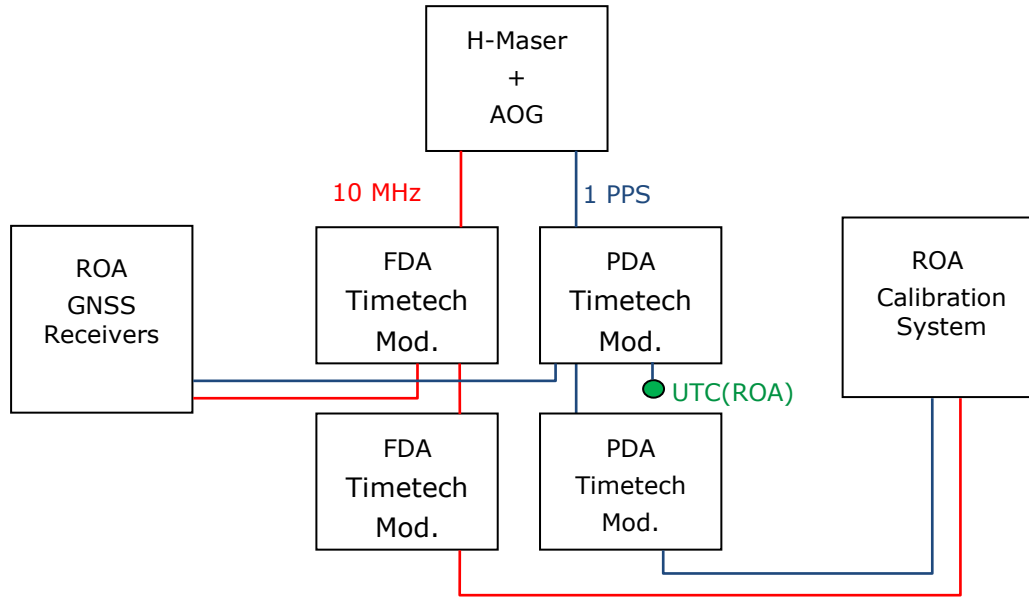 H-Maser
+
AOG
10 MHz
1 PPS
ROA
GNSS
Receivers
FDA
Timetech
Mod.
PDA
Timetech
Mod.
ROA
Calibration
System
UTC(ROA)
FDA
Timetech
Mod.
PDA
Timetech
Mod.